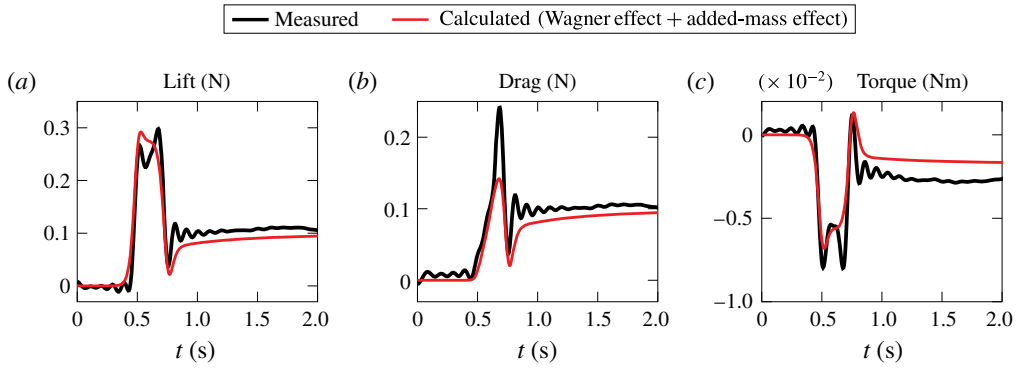 Measured Calculated (Wagner effect + added-mass effect)
(a) Lift (N) (b) Drag (N) (c) (× 10⁻²) Torque (Nm)
0.3
0.2
0.1
0
0 0.5 1.0 1.5 2.0
t (s)
0.2
0.1
0
0 0.5 1.0 1.5 2.0
t (s)
0
−0.5
−1.0
0 0.5 1.0 1.5 2.0
t (s)